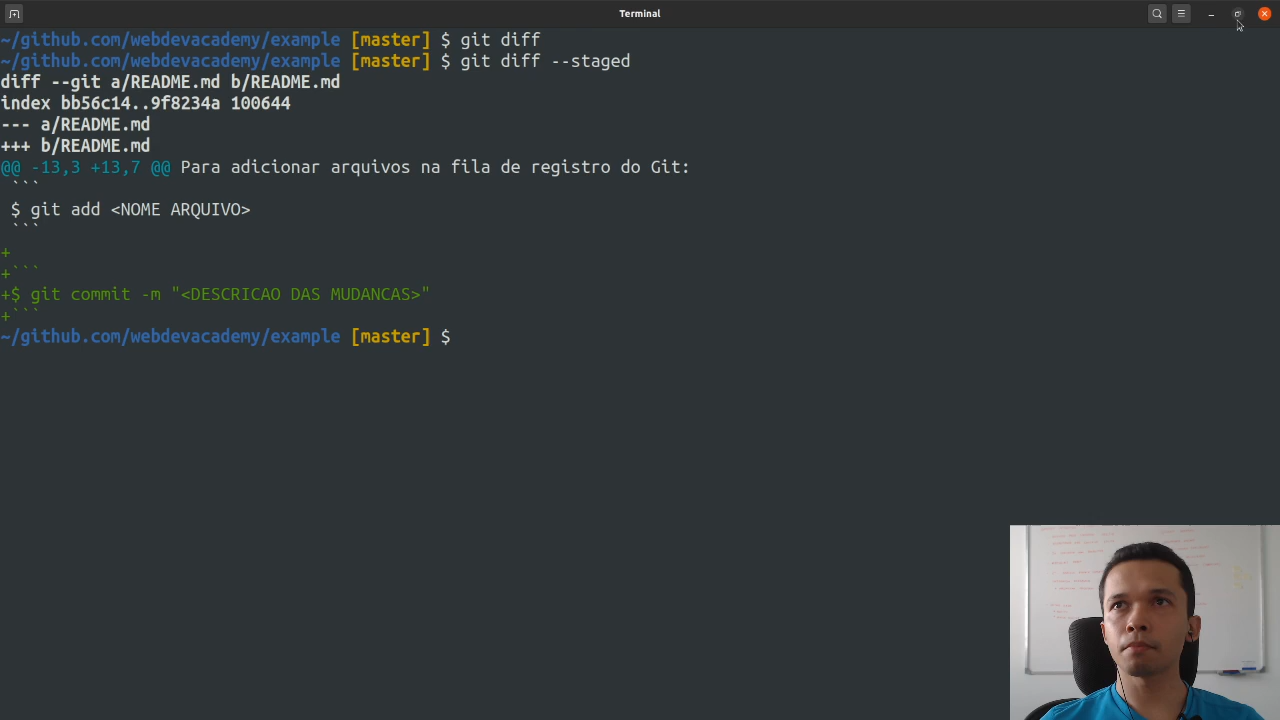 Terminal
~/github.com/webdevacademy/example [master] $ git diff
~/github.com/webdevacademy/example [master] $ git diff --staged
diff --git a/README.md b/README.md
index bb56c14..9f8234a 100644
--- a/README.md
+++ b/README.md
@@ -13,3 +13,7 @@ Para adicionar arquivos na fila de registro do Git:
 ```
 $ git add <NOME ARQUIVO>
 ```
+
+```
+$ git commit -m "<DESCRICAO DAS MUDANCAS>"
+```
~/github.com/webdevacademy/example [master] $